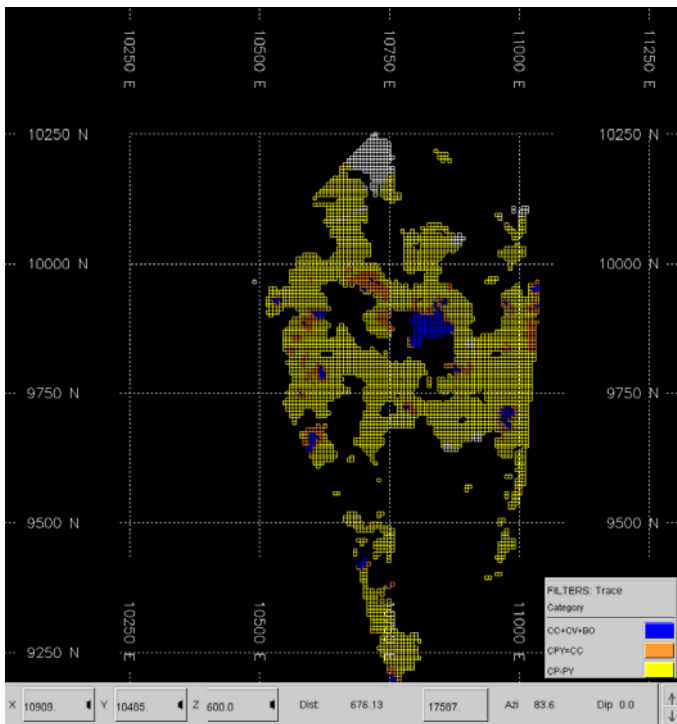 10250 E 10500 E 10750 E 11000 E 11250 E
10250 N 10250 N
10000 N 10000 N
9750 N 9750 N
9500 N 9500 N
9250 N 9250 N
10250 E 10500 E 11000 E
FILTERS: Trace
Category
CC+CV+BO
CPY=CC
CP-PY
X 10909. Y 10485. Z 600.0 Dist: 676.13 17587. Azi 83.6 Dip 0.0